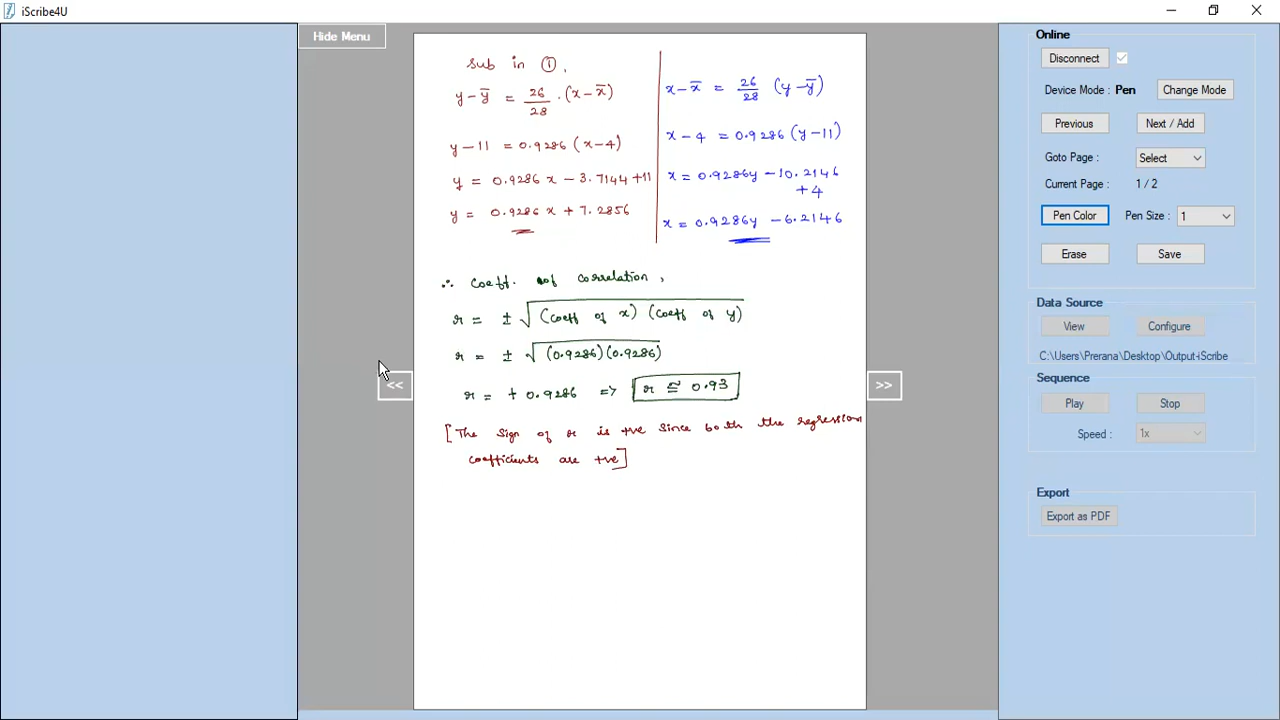 iScribe4U
Hide Menu
Sub in ①,
y-ȳ = 26/28 . (x-x̄)
y-11 = 0.9286 (x-4)
y = 0.9286 x - 3.7144 +11
y = 0.9286 x + 7.2856
x-x̄ = 26/28 (y-ȳ)
x-4 = 0.9286 (y-11)
x = 0.9286y - 10.2146
+4
x = 0.9286y - 6.2146
∴ Coeff. of correlation,
r = ± √(coeff of x) (coeff of y)
r = ± √(0.9286)(0.9286)
r = + 0.9286 => r ≅ 0.93
[The sign of r is +ve since both the regression
coefficients are +ve]
<<
>>
Online
Disconnect
Device Mode : Pen
Change Mode
Previous
Next / Add
Goto Page :
Select
Current Page : 1 / 2
Pen Color
Pen Size : 1
Erase
Save
Data Source
View
Configure
C:\Users\Prerana\Desktop\Output-iScribe
Sequence
Play
Stop
Speed : 1x
Export
Export as PDF